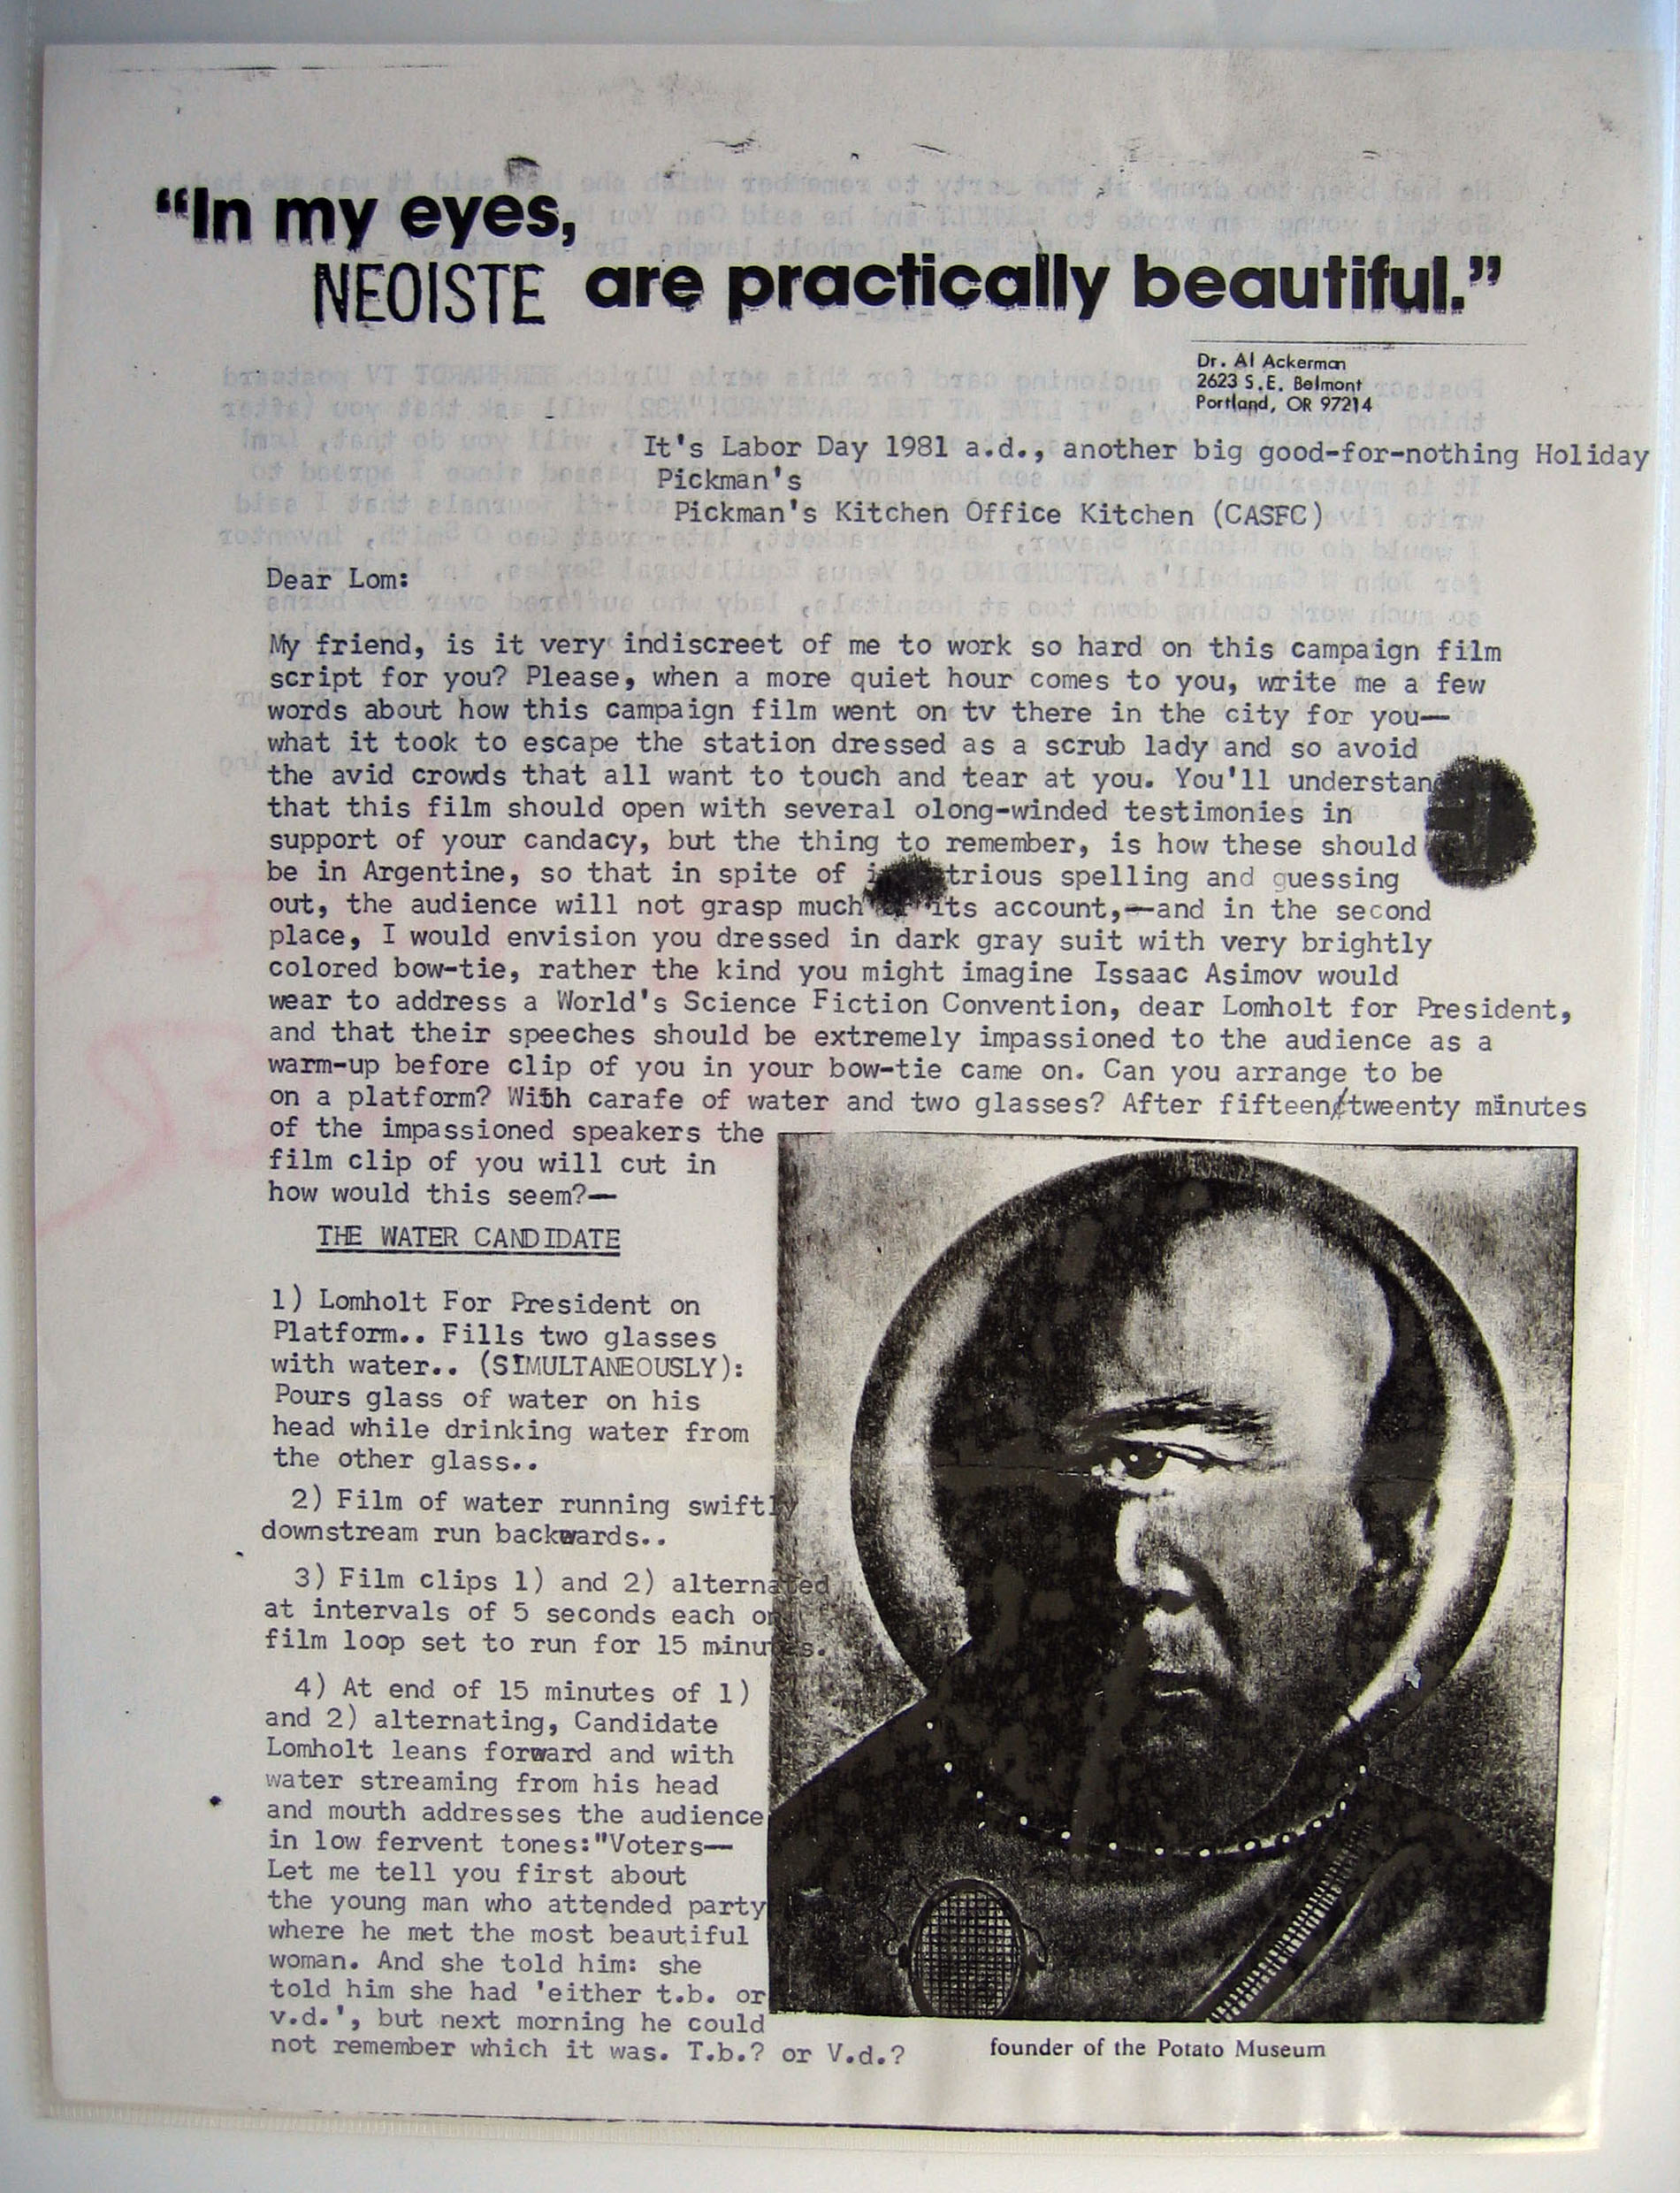 “In my eyes,
NEOISTE are practically beautiful.”
Dr. Al Ackerman
2623 S.E. Belmont
Portland, OR 97214
It's Labor Day 1981 a.d., another big good-for-nothing Holiday
Pickman's
Pickman's Kitchen Office Kitchen (CASFC)
Dear Lom:
My friend, is it very indiscreet of me to work so hard on this campaign film
script for you? Please, when a more quiet hour comes to you, write me a few
words about how this campaign film went on tv there in the city for you—
what it took to escape the station dressed as a scrub lady and so avoid
the avid crowds that all want to touch and tear at you. You'll understand
that this film should open with several olong-winded testimonies in
support of your candacy, but the thing to remember, is how these should
be in Argentine, so that in spite of spelling and guessing
out, the audience will not grasp much its account,—and in the second
place, I would envision you dressed in dark gray suit with very brightly
colored bow-tie, rather the kind you might imagine Issaac Asimov would
wear to address a World's Science Fiction Convention, dear Lomholt for President,
and that their speeches should be extremely impassioned to the audience as a
warm-up before clip of you in your bow-tie came on. Can you arrange to be
on a platform? With carafe of water and two glasses? After fifteen/tweenty minutes
of the impassioned speakers the
film clip of you will cut in
how would this seem?—
THE WATER CANDIDATE
1) Lomholt For President on
Platform.. Fills two glasses
with water.. (SIMULTANEOUSLY):
Pours glass of water on his
head while drinking water from
the other glass..
2) Film of water running swiftly
downstream run backwards..
3) Film clips 1) and 2) alternated
at intervals of 5 seconds each on
film loop set to run for 15 minutes.
4) At end of 15 minutes of 1)
and 2) alternating, Candidate
Lomholt leans forward and with
water streaming from his head
and mouth addresses the audience
in low fervent tones:"Voters—
Let me tell you first about
the young man who attended party
where he met the most beautiful
woman. And she told him: she
told him she had 'either t.b. or
v.d.', but next morning he could
not remember which it was. T.b.? or V.d.?
founder of the Potato Museum